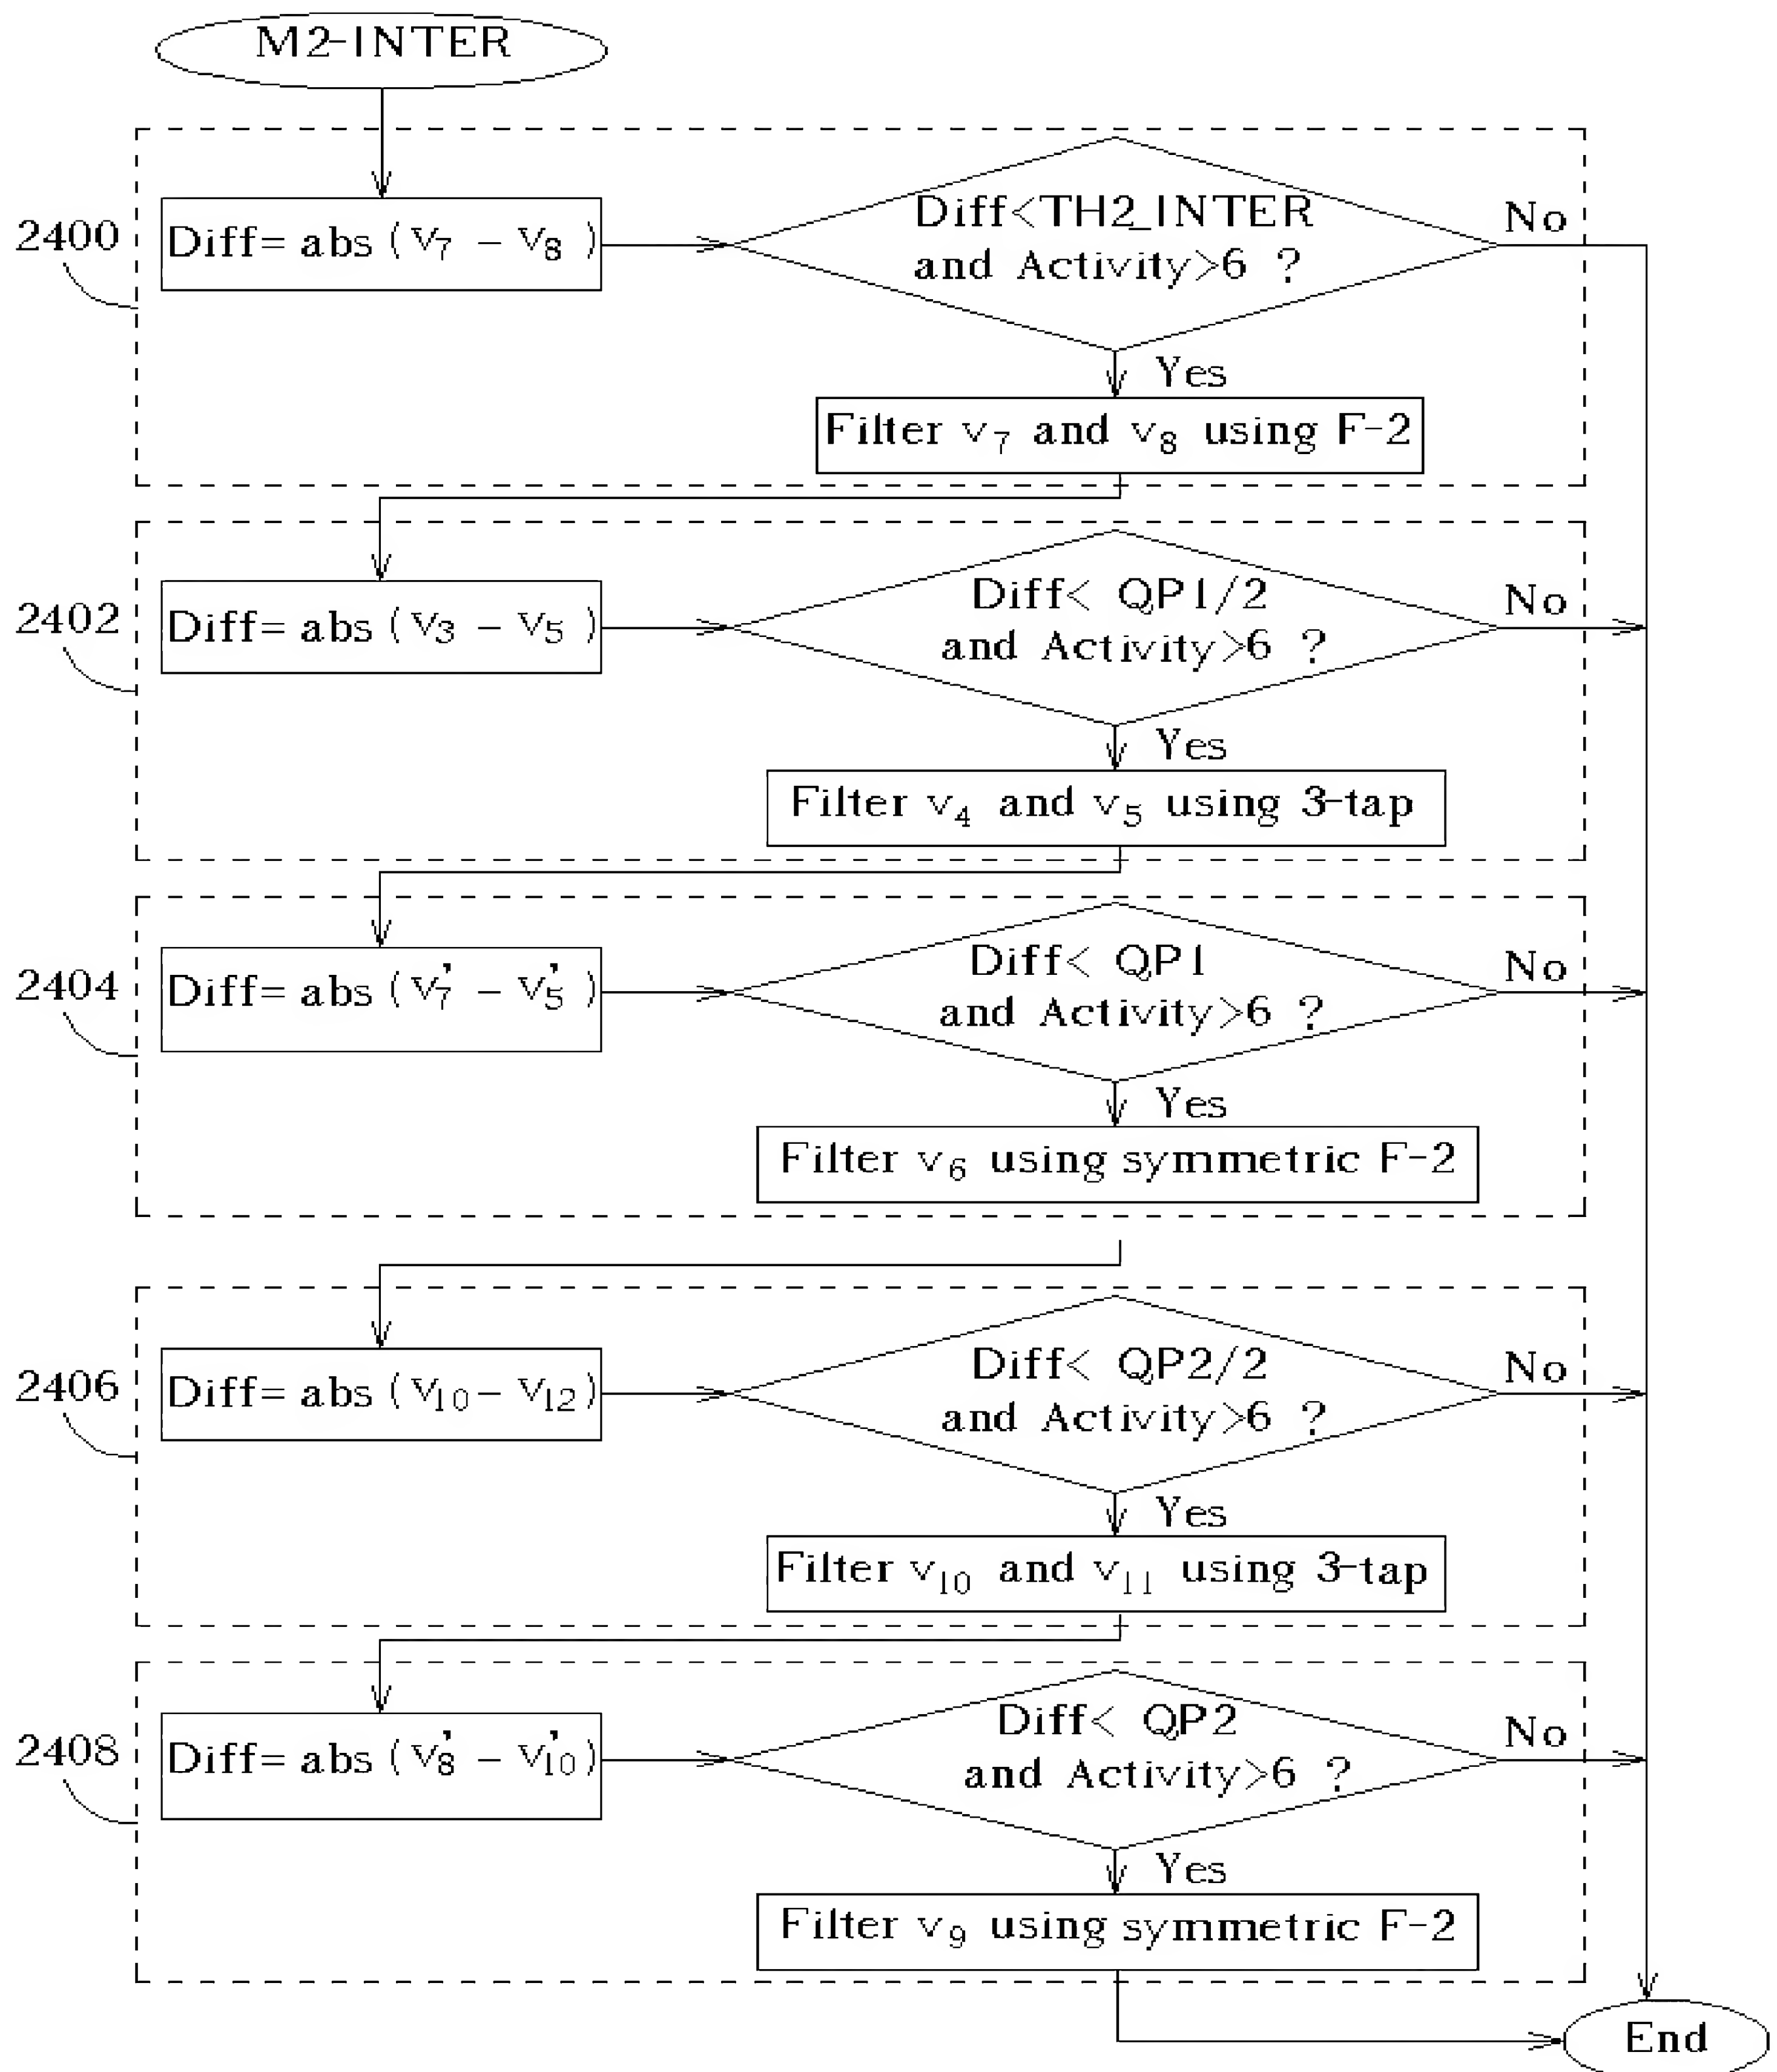 M2-INTER
2400
Diff= abs (v7 - v8 )
Diff<TH2_INTER
and Activity>6 ?
No
Yes
Filter v7 and v8 using F-2
2402
Diff= abs (v3 - v5 )
Diff< QP1/2
and Activity>6 ?
No
Yes
Filter v4 and v5 using 3-tap
2404
Diff= abs (v7' - v5' )
Diff< QP1
and Activity>6 ?
No
Yes
Filter v6 using symmetric F-2
2406
Diff= abs (v10 - v12 )
Diff< QP2/2
and Activity>6 ?
No
Yes
Filter v10 and v11 using 3-tap
2408
Diff= abs (v8' - v10' )
Diff< QP2
and Activity>6 ?
No
Yes
Filter v9 using symmetric F-2
End